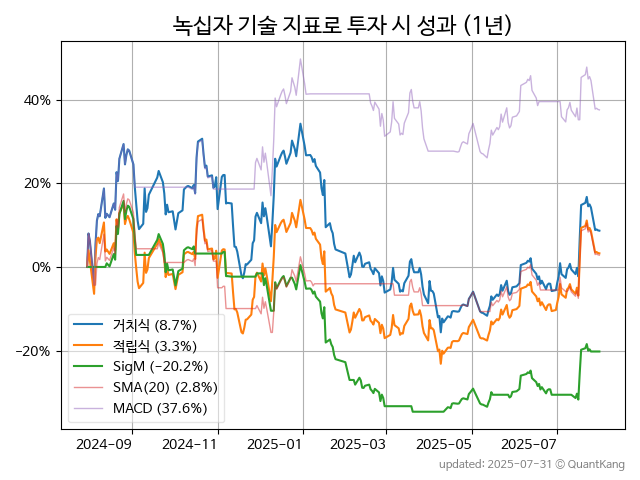 녹십자 기술 지표로 투자 시 성과 (1년)
40%
20%
0%
−20%
거치식 (8.7%)
적립식 (3.3%)
SigM (−20.2%)
SMA(20) (2.8%)
MACD (37.6%)
2024−09
2024−11
2025−01
2025−03
2025−05
2025−07
updated: 2025-07-31 © QuantKang